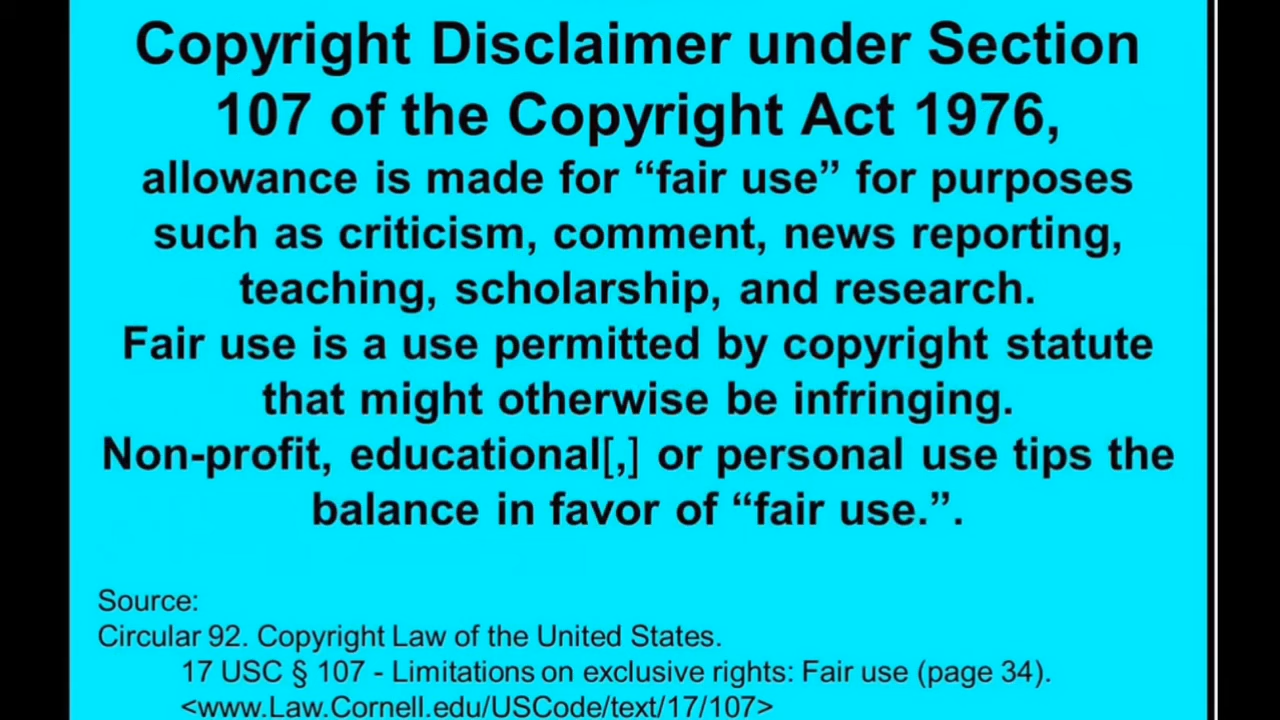 Copyright Disclaimer under Section
107 of the Copyright Act 1976,
allowance is made for “fair use” for purposes
such as criticism, comment, news reporting,
teaching, scholarship, and research.
Fair use is a use permitted by copyright statute
that might otherwise be infringing.
Non-profit, educational[,] or personal use tips the
balance in favor of “fair use.”.
Source:
Circular 92. Copyright Law of the United States.
17 USC § 107 - Limitations on exclusive rights: Fair use (page 34).
<www.Law.Cornell.edu/USCode/text/17/107>